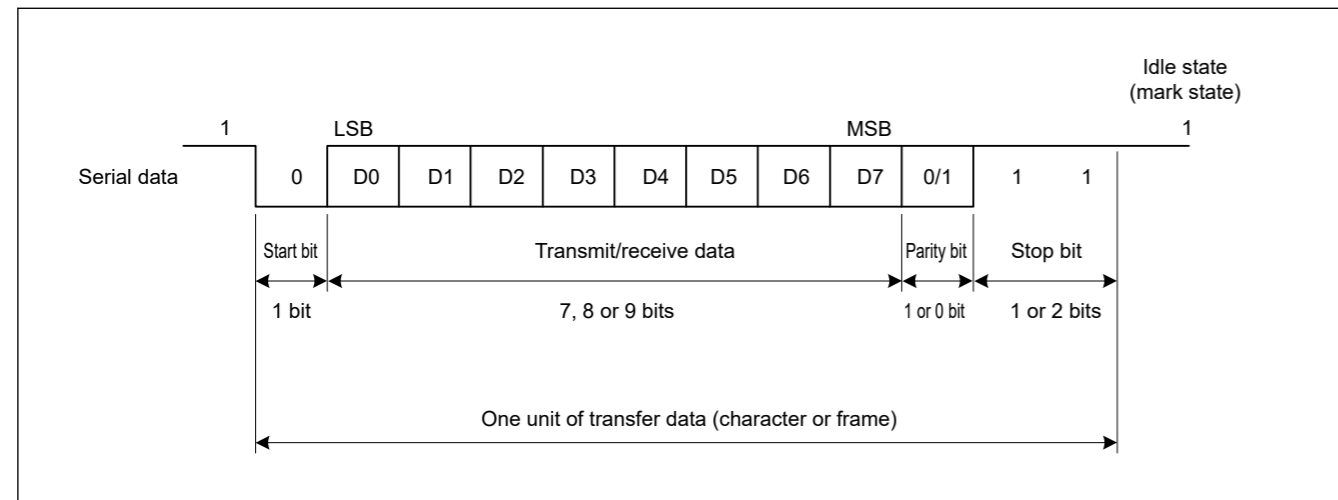 Idle state
(mark state)
1 LSB MSB 1
Serial data 0 D0 D1 D2 D3 D4 D5 D6 D7 0/1 1 1
Start bit Transmit/receive data Parity bit Stop bit
1 bit 7, 8 or 9 bits 1 or 0 bit 1 or 2 bits
One unit of transfer data (character or frame)